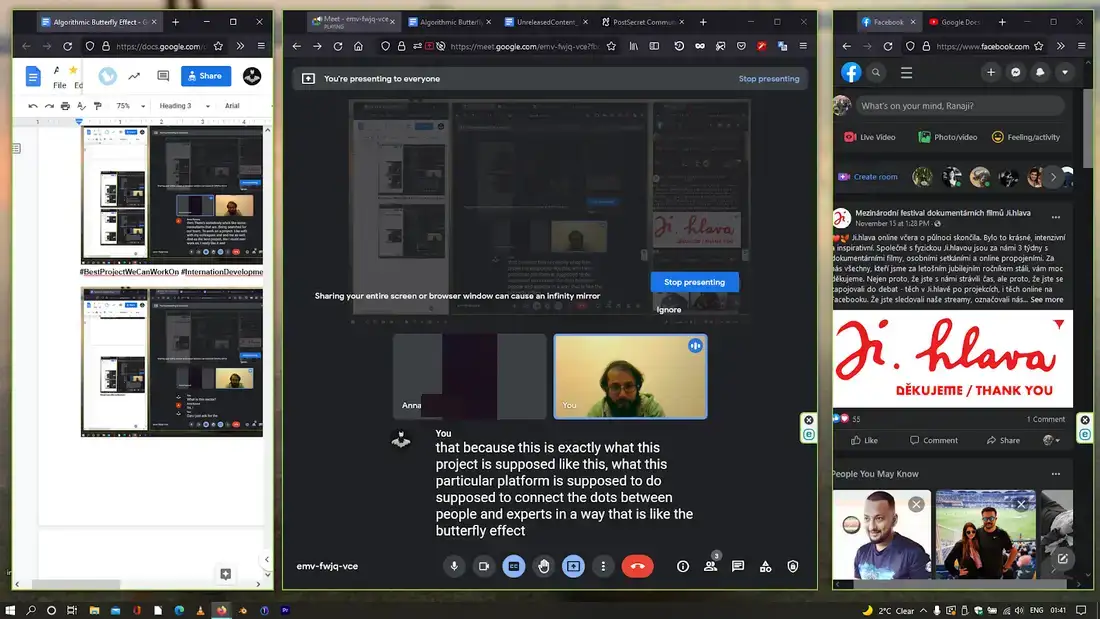 Algorithmic Butterfly Effect - G
https://docs.google.com/
File
Ed
Share
75%
Heading 3
Arial
#BestProjectWeCanWorkOn #InternationDevelopme
Meet - emv-fwjq-vce
PLAYING
Algorithmic Butterfl
UnreleasedContent_
PostSecret Commun
https://meet.google.com/emv-fwjq-vce?
You're presenting to everyone
Stop presenting
Sharing your entire screen or browser window can cause an infinity mirror
Stop presenting
Ignore
Anna
You
You
that because this is exactly what this
project is supposed like this, what this
particular platform is supposed to do
supposed to connect the dots between
people and experts in a way that is like the
butterfly effect
emv-fwjq-vce
3
Facebook
Google Docs
https://www.facebook.com
What's on your mind, Ranaji?
Live Video
Photo/video
Feeling/activity
Create room
Mezinárodní festival dokumentárních filmů Ji.hlava
November 15 at 1:28 PM
Ji.hlava online včera o půlnoci skončila. Bylo to krásné, intenzivní
a inspirativní. Společně s fyzickou Ji.hlavou jsou za námi 3 týdny s
dokumentárními filmy, osobními setkáními a online propojeními. Za
nás všechny, kteří jsme za letošním jubilejním ročníkem stáli, vám moc
děkujeme. Nejen proto, že jste s námi strávili čas, ale proto, že jste se
zapojovali do debat - těch v Ji.hlavě po projekcích, i těch online na
Facebooku. Že jste sledovali naše streamy, označovali nás... See more
Ji. hlava
DĚKUJEME / THANK YOU
55
1 Comment
Like
Comment
Share
People You May Know
2°C Clear
ENG
01:41